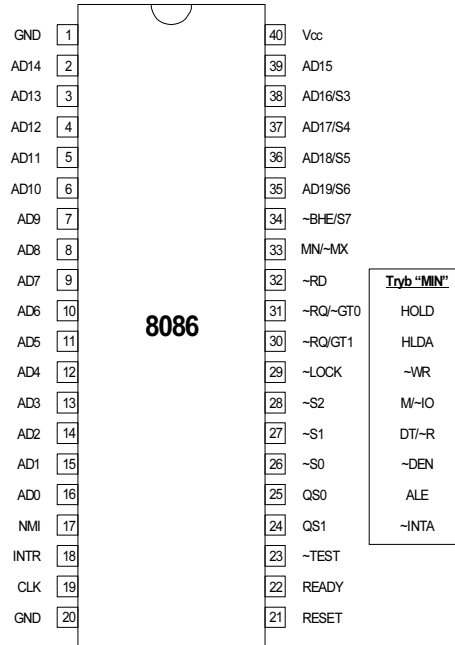 GND 1 40 Vcc
AD14 2 39 AD15
AD13 3 38 AD16/S3
AD12 4 37 AD17/S4
AD11 5 36 AD18/S5
AD10 6 35 AD19/S6
AD9 7 34 ~BHE/S7
AD8 8 33 MN/~MX
AD7 9 32 ~RD Tryb “MIN”
AD6 10 31 ~RQ/~GT0 HOLD
8086
AD5 11 30 ~RQ/GT1 HLDA
AD4 12 29 ~LOCK ~WR
AD3 13 28 ~S2 M/~IO
AD2 14 27 ~S1 DT/~R
AD1 15 26 ~S0 ~DEN
AD0 16 25 QS0 ALE
NMI 17 24 QS1 ~INTA
INTR 18 23 ~TEST
CLK 19 22 READY
GND 20 21 RESET